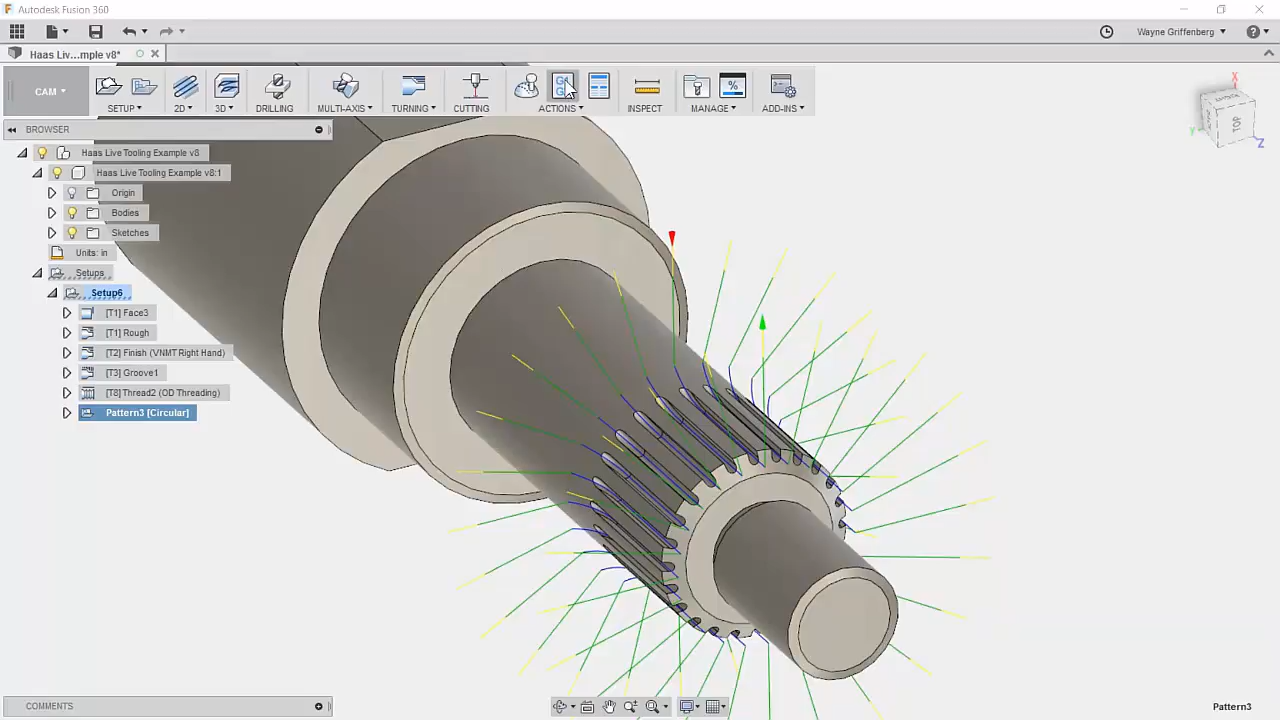 Autodesk Fusion 360
Wayne Griffenberg
Haas Liv...mple v8*
CAM
SETUP
2D
3D
DRILLING
MULTI-AXIS
TURNING
CUTTING
ACTIONS
INSPECT
MANAGE
ADD-INS
BROWSER
Haas Live Tooling Example v8
Haas Live Tooling Example v8:1
Origin
Bodies
Sketches
Units: in
Setups
Setup6
[T1] Face3
[T1] Rough
[T2] Finish (VNMT Right Hand)
[T3] Groove1
[T8] Thread2 (OD Threading)
Pattern3 [Circular]
X
Y
TOP
Z
COMMENTS
Pattern3